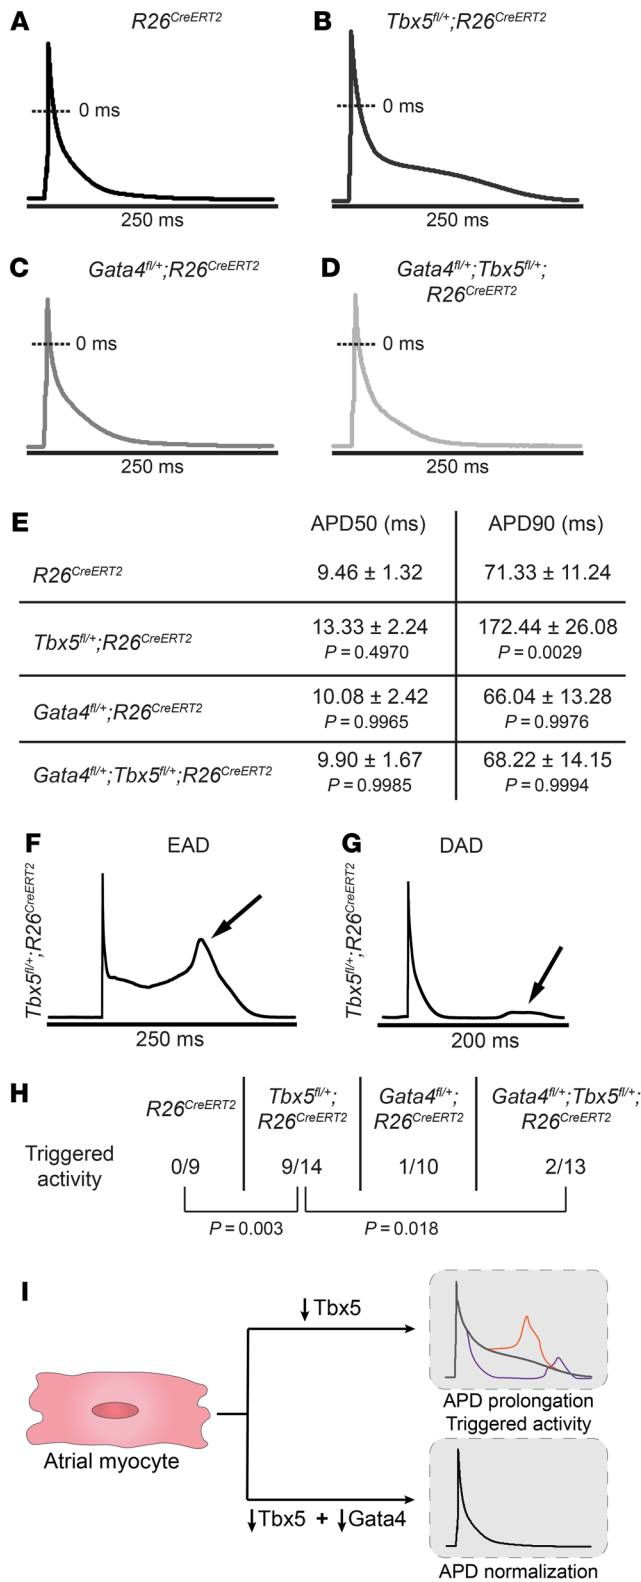 A R26CreERT2
B Tbx5fl/+;R26CreERT2
0 ms
0 ms
250 ms
250 ms
C Gata4fl/+;R26CreERT2
D Gata4fl/+;Tbx5fl/+;
R26CreERT2
0 ms
0 ms
250 ms
250 ms
E APD50 (ms) APD90 (ms)
R26CreERT2 9.46 ± 1.32 71.33 ± 11.24
Tbx5fl/+;R26CreERT2 13.33 ± 2.24 172.44 ± 26.08
P = 0.4970 P = 0.0029
Gata4fl/+;R26CreERT2 10.08 ± 2.42 66.04 ± 13.28
P = 0.9965 P = 0.9976
Gata4fl/+;Tbx5fl/+;R26CreERT2 9.90 ± 1.67 68.22 ± 14.15
P = 0.9985 P = 0.9994
F EAD
Tbx5fl/+;R26CreERT2
250 ms
G DAD
Tbx5fl/+;R26CreERT2
200 ms
H R26CreERT2 Tbx5fl/+; Gata4fl/+; Gata4fl/+;Tbx5fl/+;
R26CreERT2 R26CreERT2 R26CreERT2
Triggered
activity
0/9 9/14 1/10 2/13
P = 0.003 P = 0.018
I
↓Tbx5
APD prolongation
Triggered activity
Atrial myocyte
↓Tbx5 + ↓Gata4
APD normalization